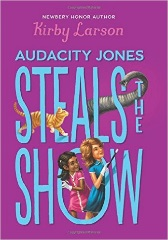 NEWBERY HONOR AUTHOR
Kirby Larson
AUDACITY JONES
STEALS
THE
SHOW